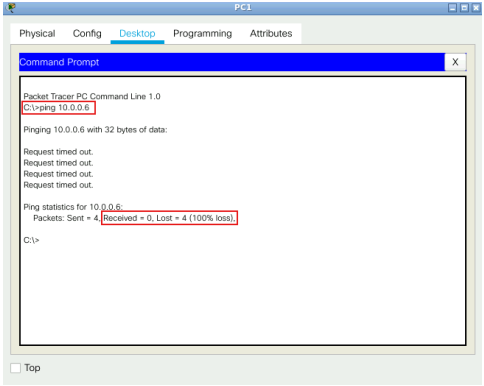 PC1
Physical Config Desktop Programming Attributes
Command Prompt
X
Packet Tracer PC Command Line 1.0
C:\>ping 10.0.0.6
Pinging 10.0.0.6 with 32 bytes of data:
Request timed out.
Request timed out.
Request timed out.
Request timed out.
Ping statistics for 10.0.0.6:
Packets: Sent = 4, Received = 0, Lost = 4 (100% loss),
C:\>
Top